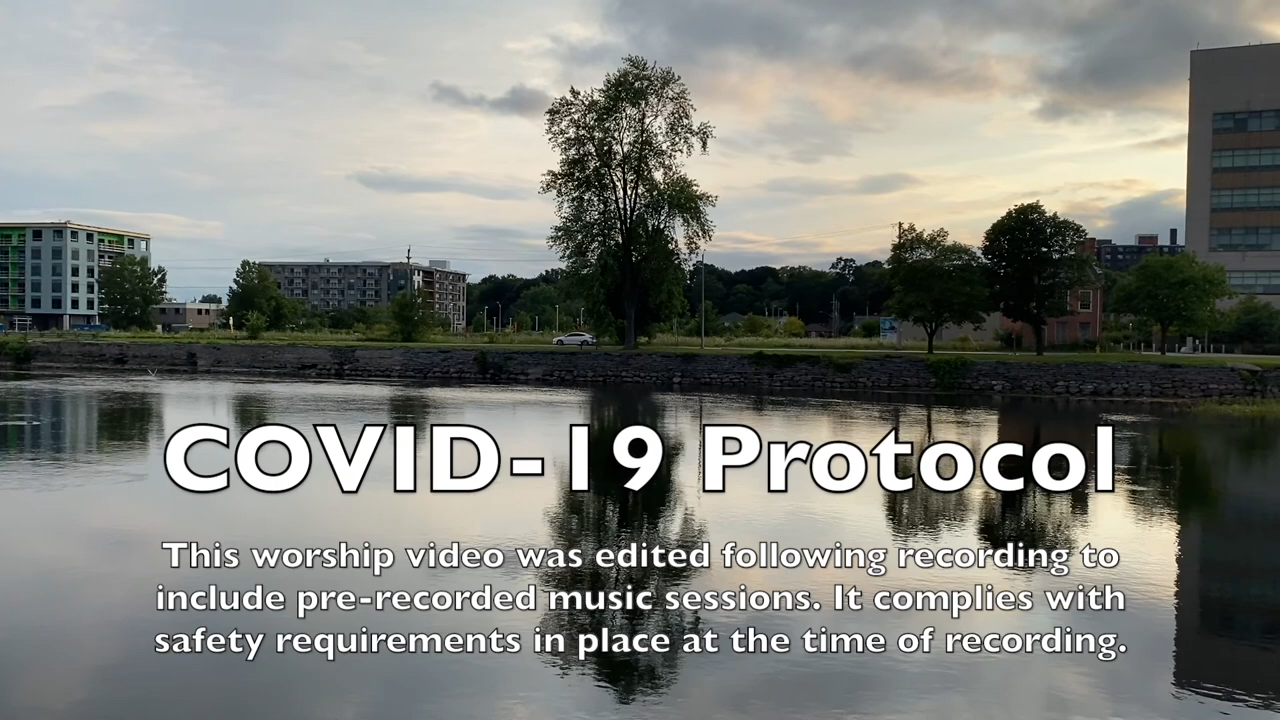 COVID-19 Protocol
This worship video was edited following recording to
include pre-recorded music sessions. It complies with
safety requirements in place at the time of recording.